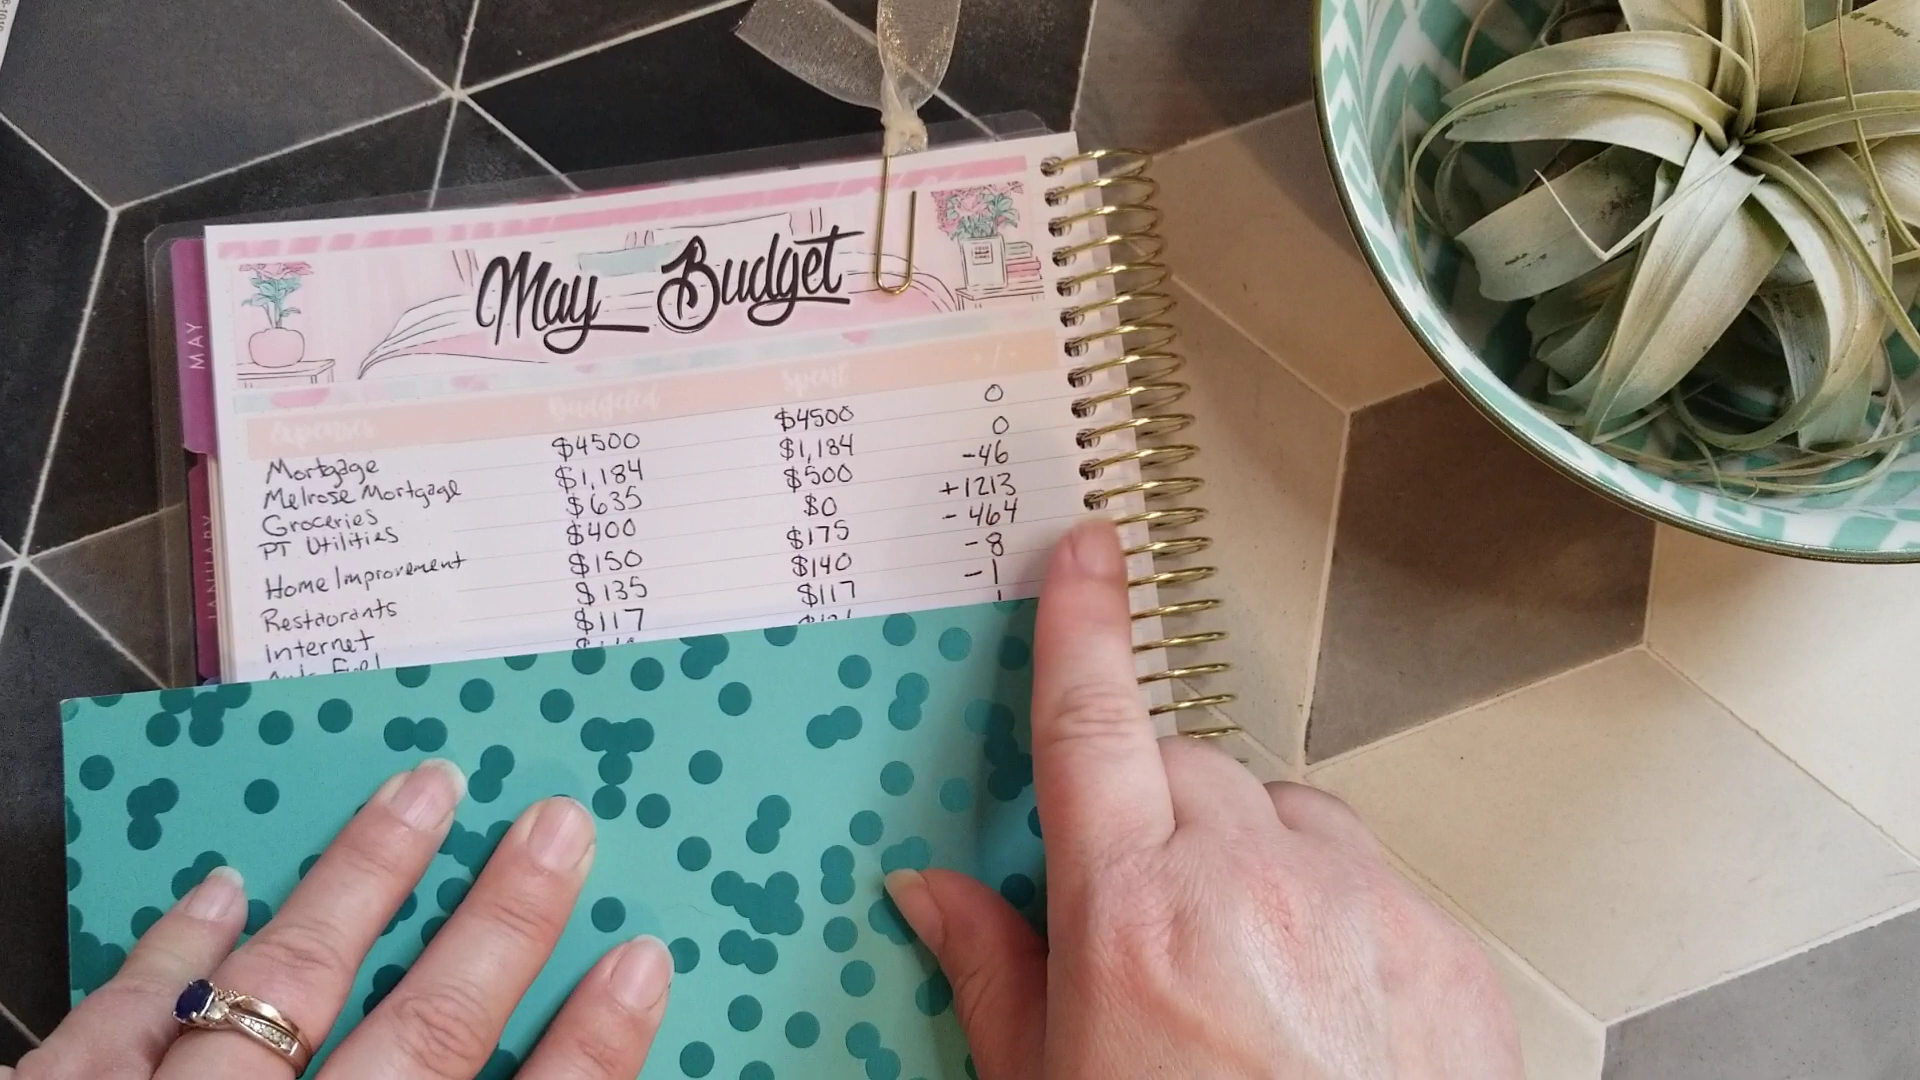 May Budget
expenses budgeted spent + / -
Mortgage $4500 $4500 0
Melrose Mortgage $1,184 $1,184 0
Groceries $635 $500 -46
PT Utilities $400 $0 +1213
Home Improvement $150 $175 -464
Restaurants $135 $140 -8
Internet $117 $117 -1
MAY
JANUARY